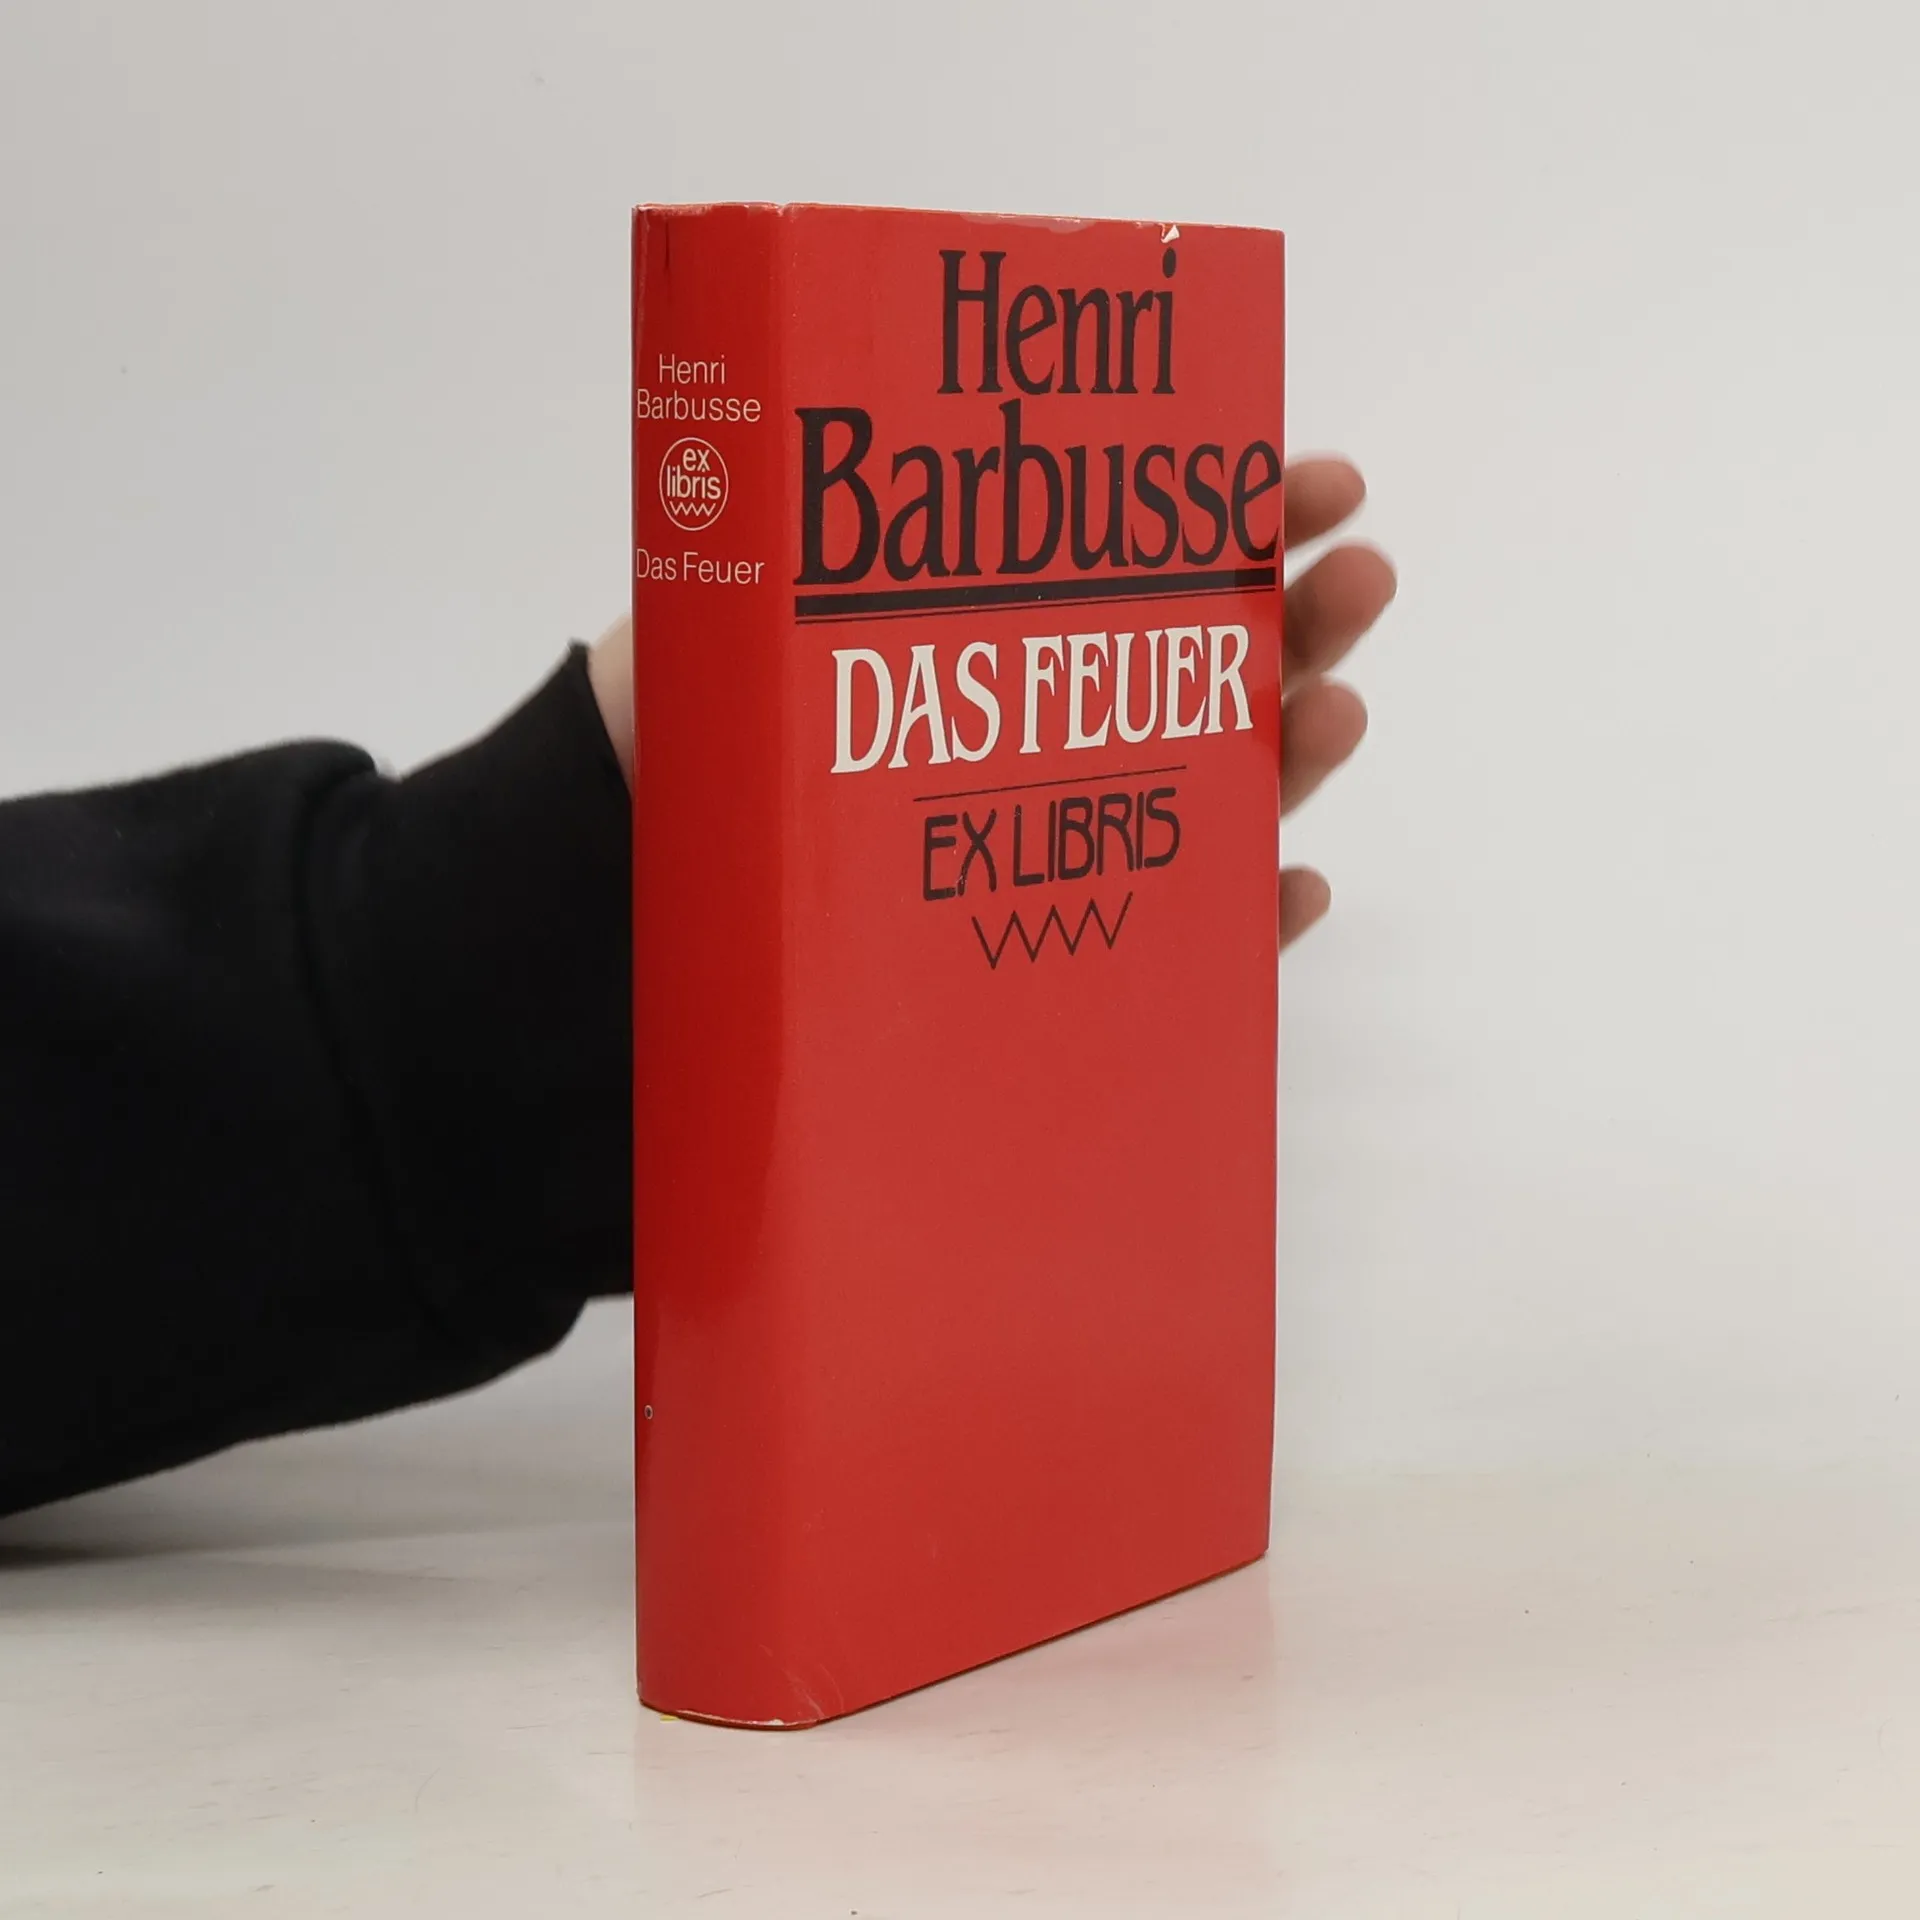 Henri
Barbusse
ex
libris
Das Feuer
Henri
Barbusse
DAS FEUER
EX LIBRIS